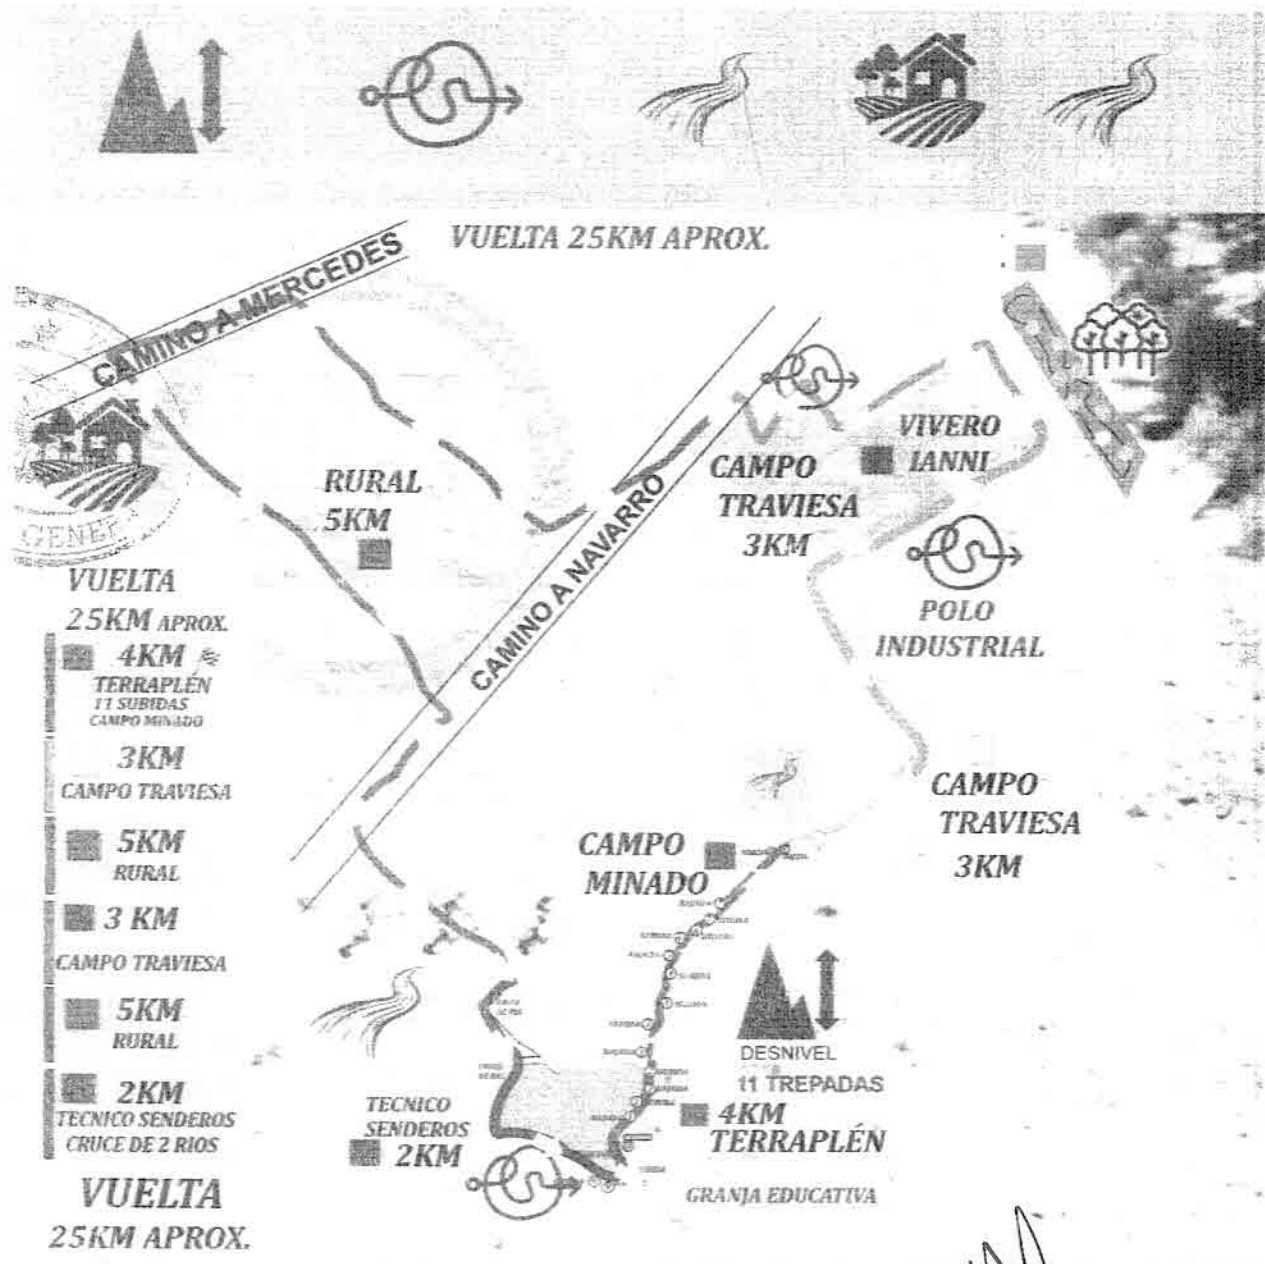 VUELTA 25KM APROX.
CAMINO A MERCEDES
VIVERO
IANNI
CAMPO
TRAVIESA
3KM
RURAL
5KM
CAMINO A NAVARRO
GENER
POLO
INDUSTRIAL
VUELTA
25KM APROX.
4KM
TERRAPLÉN
11 SUBIDAS
CAMPO MINADO
3KM
CAMPO TRAVIESA
5KM
RURAL
3 KM
CAMPO TRAVIESA
5KM
RURAL
2KM
TECNICO SENDEROS
CRUCE DE 2 RIOS
VUELTA
25KM APROX.
CAMPO
TRAVIESA
3KM
CAMPO
MINADO
DESNIVEL
11 TREPADAS
4KM
TERRAPLÉN
TECNICO
SENDEROS
2KM
GRANJA EDUCATIVA